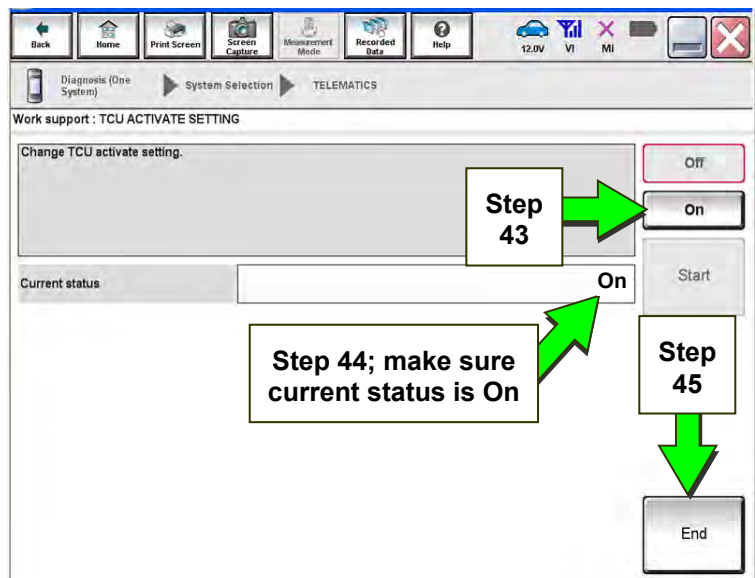 Back
Home
Print Screen
Screen
Capture
Measurement
Mode
Recorded
Data
Help
12.0V
VI
MI
Diagnosis (One
System)
System Selection
TELEMATICS
Work support : TCU ACTIVATE SETTING
Change TCU activate setting.
Off
Step
43
On
Current status
On
Start
Step 44; make sure
current status is On
Step
45
End